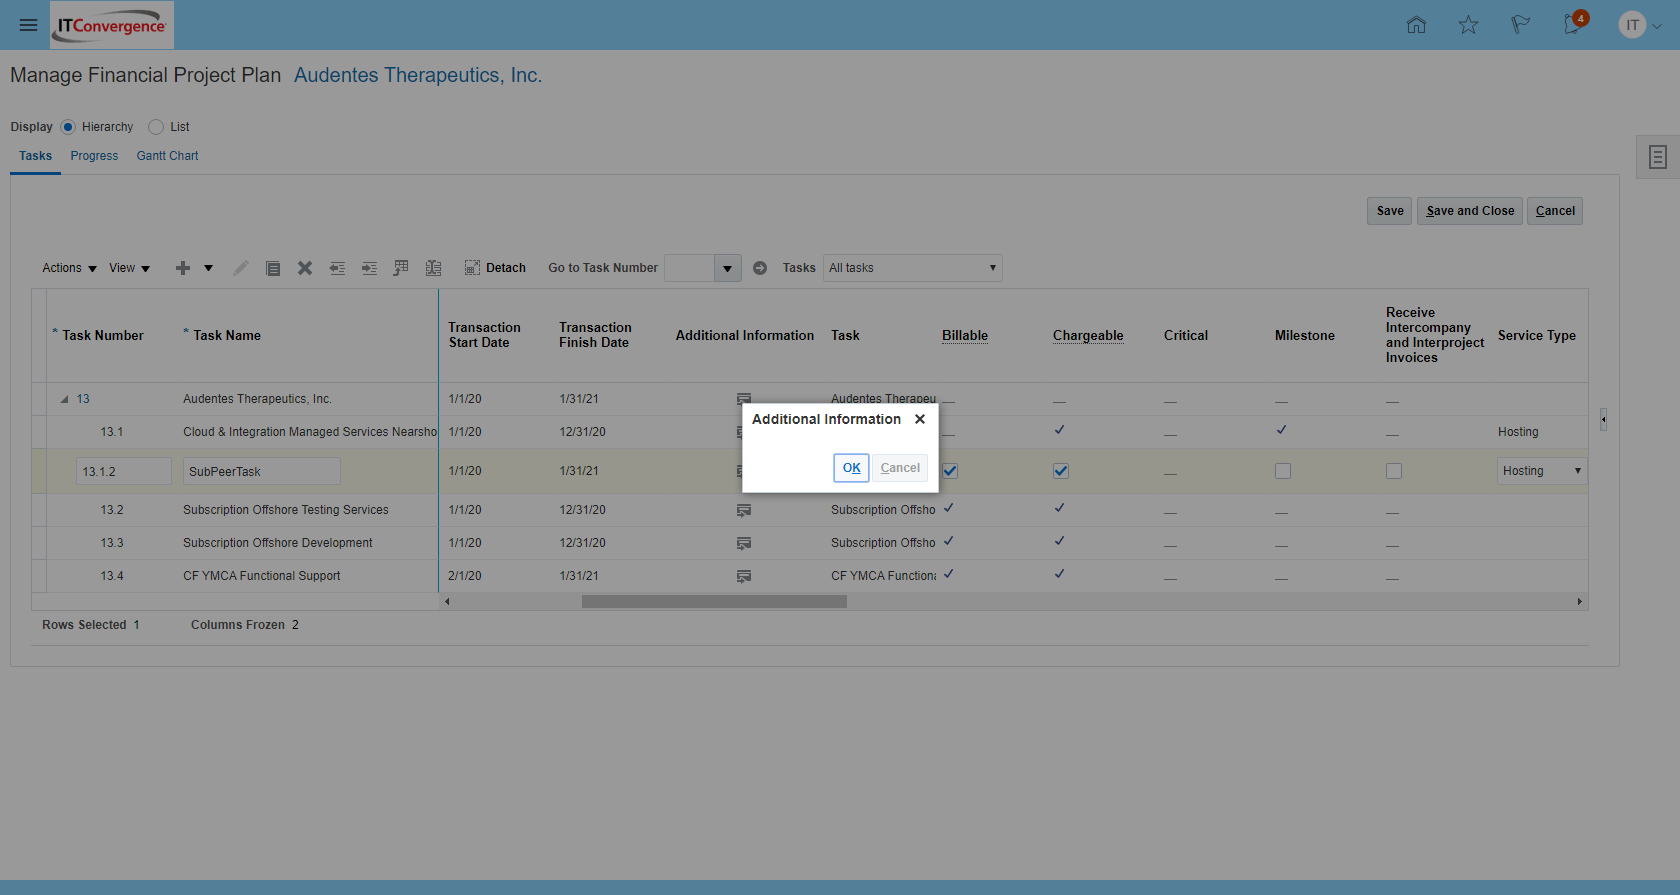 ITConvergence
4
IT
Manage Financial Project Plan Audentes Therapeutics, Inc.
Display Hierarchy List
Tasks Progress Gantt Chart
Save Save and Close Cancel
Actions View Detach Go to Task Number Tasks All tasks
* Task Number * Task Name Transaction Start Date Transaction Finish Date Additional Information Task Billable Chargeable Critical Milestone Receive Intercompany and Interproject Invoices Service Type
13 Audentes Therapeutics, Inc. 1/1/20 1/31/21 Audentes Therapeu
13.1 Cloud & Integration Managed Services Nearsho 1/1/20 12/31/20 Hosting
Additional Information
OK Cancel
13.1.2 SubPeerTask 1/1/20 1/31/21 Hosting
13.2 Subscription Offshore Testing Services 1/1/20 12/31/20 Subscription Offsho
13.3 Subscription Offshore Development 1/1/20 12/31/20 Subscription Offsho
13.4 CF YMCA Functional Support 2/1/20 1/31/21 CF YMCA Functiona
Rows Selected 1 Columns Frozen 2